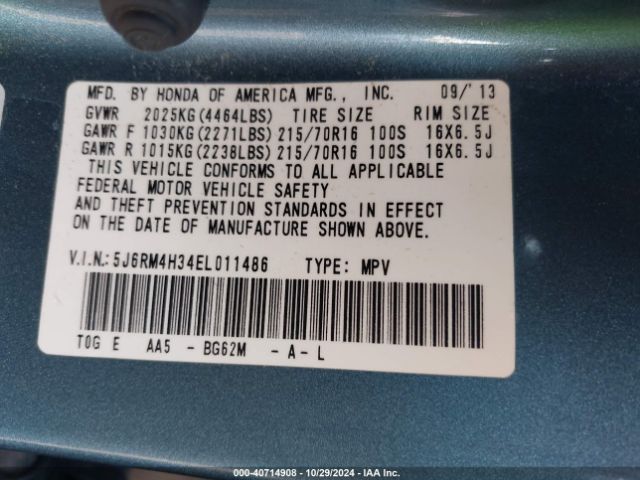 MFD. BY HONDA OF AMERICA MFG., INC. 09/'13
GVWR 2025KG(4464LBS) TIRE SIZE RIM SIZE
GAWR F 1030KG(2271LBS) 215/70R16 100S 16X6.5J
GAWR R 1015KG(2238LBS) 215/70R16 100S 16X6.5J
THIS VEHICLE CONFORMS TO ALL APPLICABLE
FEDERAL MOTOR VEHICLE SAFETY
AND THEFT PREVENTION STANDARDS IN EFFECT
ON THE DATE OF MANUFACTURE SHOWN ABOVE.
V.I.N.: 5J6RM4H34EL011486 TYPE: MPV
T0G E AA5 - BG62M - A - L
000-40714908 - 10/29/2024 - IAA Inc.